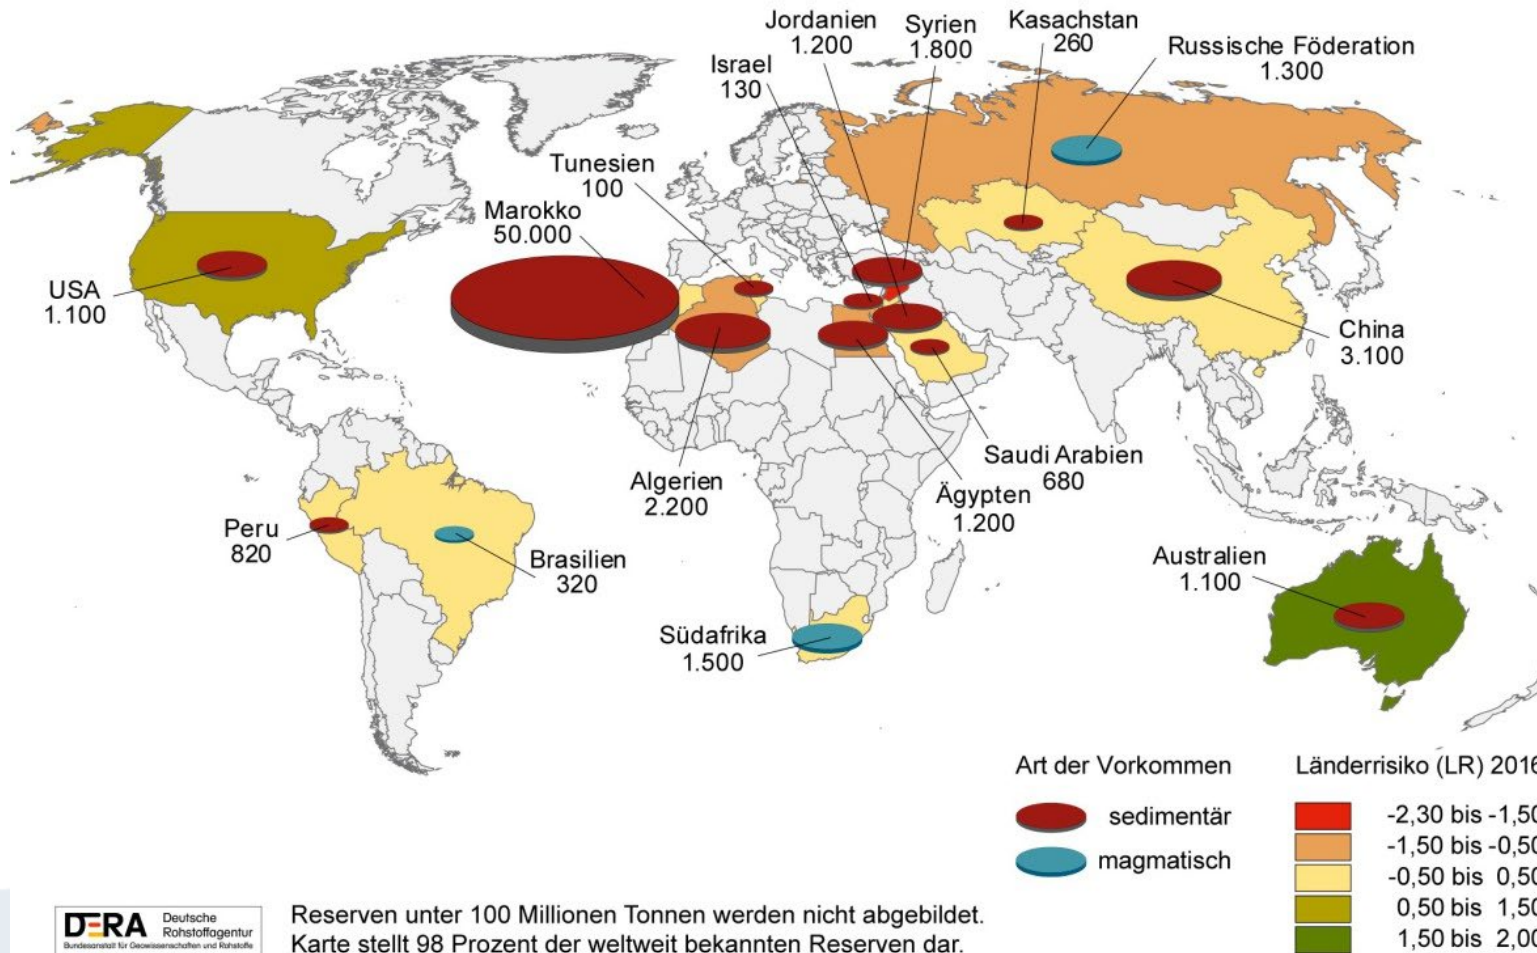 Jordanien
1.200
Syrien
1.800
Kasachstan
260
Russische Föderation
1.300
Israel
130
Tunesien
100
Marokko
50.000
USA
1.100
China
3.100
Algerien
2.200
Saudi Arabien
680
Ägypten
1.200
Peru
820
Brasilien
320
Südafrika
1.500
Australien
1.100
Art der Vorkommen
sedimentär
magmatisch
Länderrisiko (LR) 2016
-2,30 bis -1,50
-1,50 bis -0,50
-0,50 bis 0,50
0,50 bis 1,50
1,50 bis 2,00
DERA Deutsche
Rohstoffagentur
Bundesanstalt für Geowissenschaften und Rohstoffe
Reserven unter 100 Millionen Tonnen werden nicht abgebildet.
Karte stellt 98 Prozent der weltweit bekannten Reserven dar.